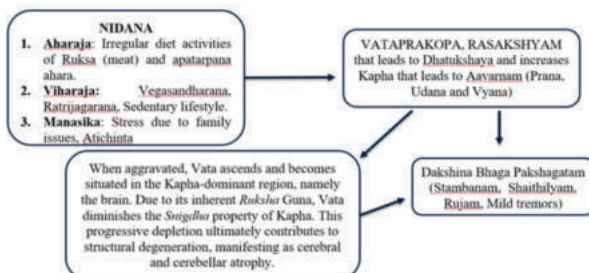 NIDANA
1. Aharaja: Irregular diet activities
of Ruksa (meat) and apatarpana
ahara.
2. Viharaja: Vegasandharana,
Ratrijagarana, Sedentary lifestyle.
3. Manasika: Stress due to family
issues, Atichinta
VATAPRAKOPA, RASAKSHYAM
that leads to Dhatukshaya and increases
Kapha that leads to Aavarnam (Prana,
Udana and Vyana)
When aggravated, Vata ascends and becomes
situated in the Kapha-dominant region, namely
the brain. Due to its inherent Ruksha Guna, Vata
diminishes the Snigdha property of Kapha. This
progressive depletion ultimately contributes to
structural degeneration, manifesting as cerebral
and cerebellar atrophy.
Dakshina Bhaga Pakshagatam
(Stambanam, Shaithilyam,
Rujam, Mild tremors)